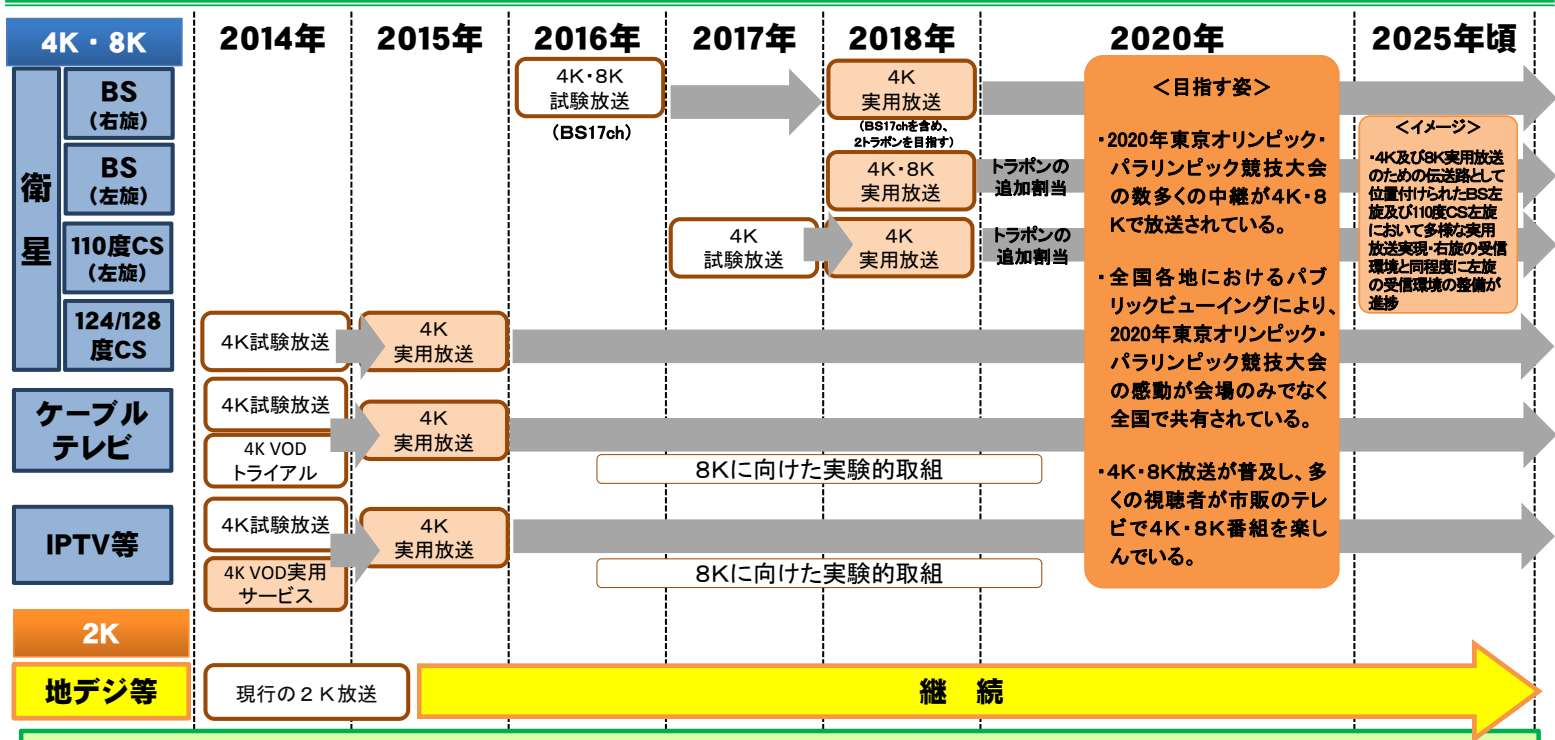 4K・8K
2014年
2015年
2016年
2017年
2018年
2020年
2025年頃
衛星
BS
(右旋)
4K・8K
試験放送
(BS17ch)
4K
実用放送
(BS17chを含め、
2トラポンを目指す)
BS
(左旋)
4K・8K
実用放送
トラポンの
追加割当
110度CS
(左旋)
4K
試験放送
4K
実用放送
トラポンの
追加割当
124/128
度CS
4K試験放送
4K
実用放送
ケーブル
テレビ
4K試験放送
4K VOD
トライアル
4K
実用放送
8Kに向けた実験的取組
IPTV等
4K試験放送
4K VOD実用
サービス
4K
実用放送
8Kに向けた実験的取組
<目指す姿>
・2020年東京オリンピック・
パラリンピック競技大会
の数多くの中継が4K・8
Kで放送されている。
・全国各地におけるパブ
リックビューイングにより、
2020年東京オリンピック・
パラリンピック競技大会
の感動が会場のみでなく
全国で共有されている。
・4K・8K放送が普及し、多
くの視聴者が市販のテレ
ビで4K・8K番組を楽し
んでいる。
<イメージ>
・4K及び8K実用放送
のための伝送路として
位置付けられたBS左
旋及び110度CS左旋
において多様な実用
放送実現・右旋の受信
環境と同程度に左旋
の受信環境の整備が
進捗
2K
地デジ等
現行の2K放送
継 続